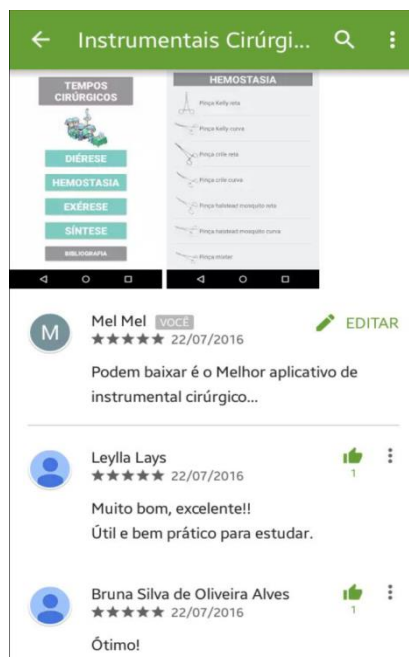 Instrumentais Cirúrgi...
TEMPOS
CIRÚRGICOS
DIÉRESE
HEMOSTASIA
EXÉRESE
SÍNTESE
BIBLIOGRAFIA
HEMOSTASIA
Pinça Kelly reta
Pinça kelly curva
Pinça crile reta
Pinça crile curva
Pinça halstead mosquito reta
Pinça halstead mosquito curva
Pinça mixter
M
Mel Mel VOCÊ
EDITAR
★★★★★ 22/07/2016
Podem baixar é o Melhor aplicativo de
instrumental cirúrgico...
Leylla Lays
★★★★★ 22/07/2016
1
Muito bom, excelente!!
Útil e bem prático para estudar.
Bruna Silva de Oliveira Alves
★★★★★ 22/07/2016
1
Ótimo!